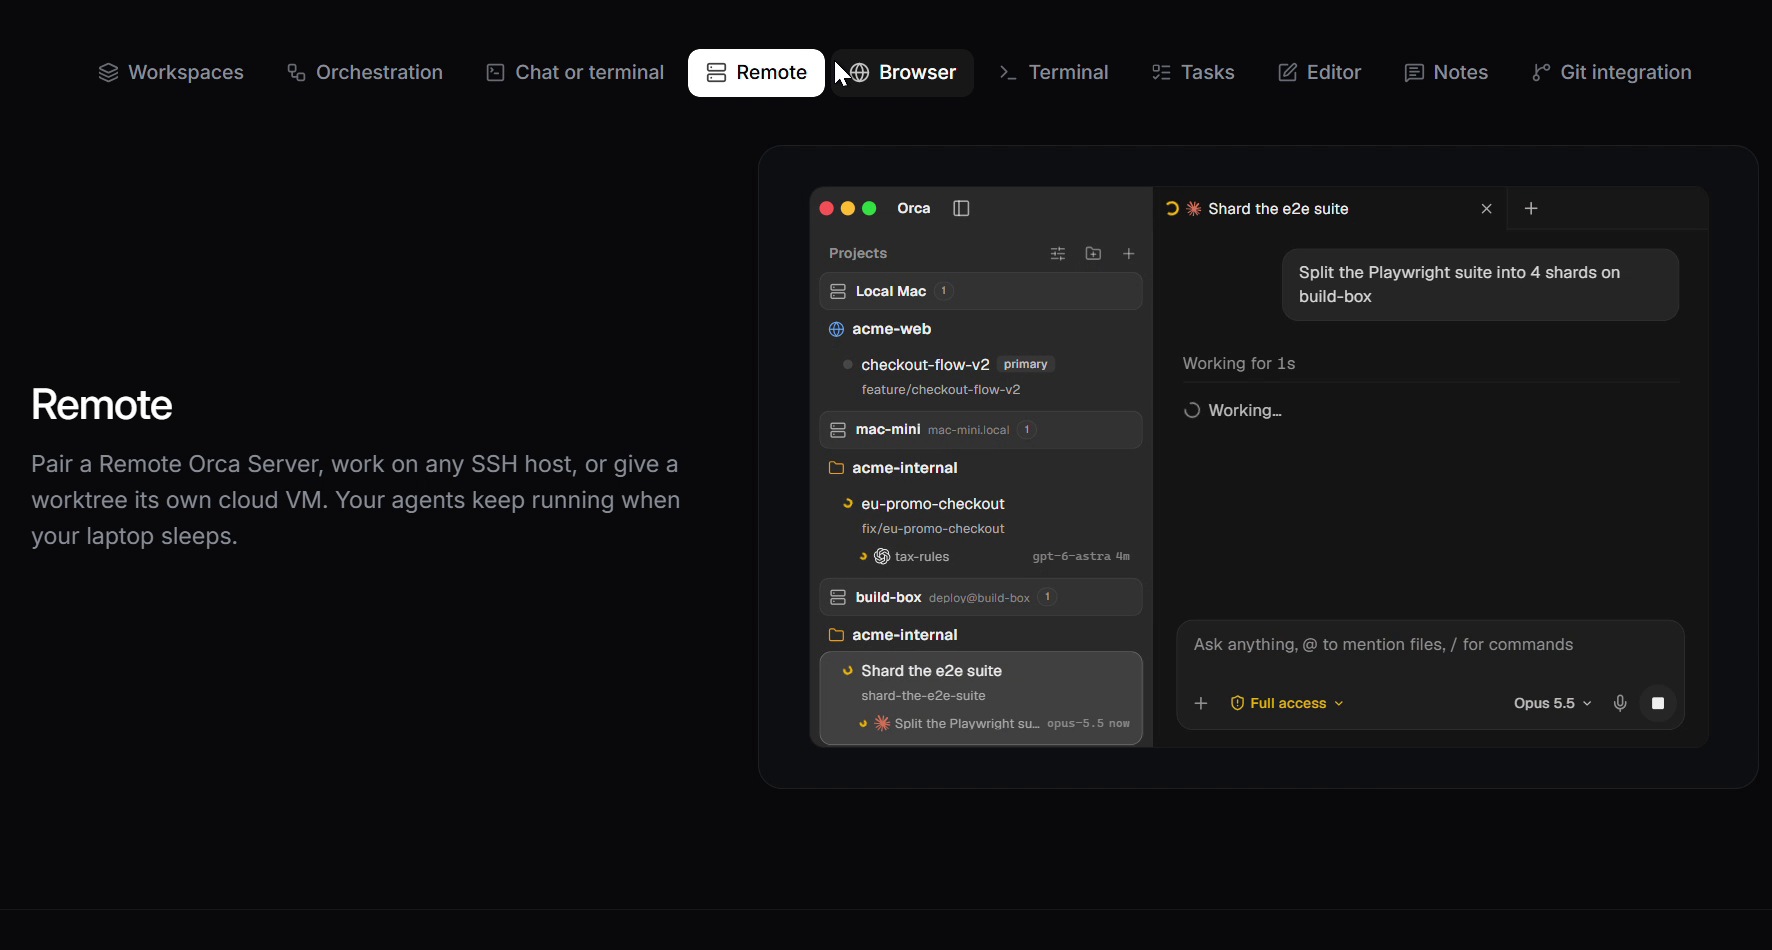 Workspaces
Orchestration
Chat or terminal
Remote
Browser
Terminal
Tasks
Editor
Notes
Git integration
Remote
Pair a Remote Orca Server, work on any SSH host, or give a
worktree its own cloud VM. Your agents keep running when
your laptop sleeps.
Orca
Projects
Local Mac 1
acme-web
checkout-flow-v2 primary
feature/checkout-flow-v2
mac-mini mac-mini.local 1
acme-internal
eu-promo-checkout
fix/eu-promo-checkout
tax-rules gpt-6-astra 4m
build-box deploy@build-box 1
acme-internal
Shard the e2e suite
shard-the-e2e-suite
Split the Playwright su... opus-5.5 now
Shard the e2e suite
Split the Playwright suite into 4 shards on
build-box
Working for 1s
Working...
Ask anything, @ to mention files, / for commands
Full access
Opus 5.5